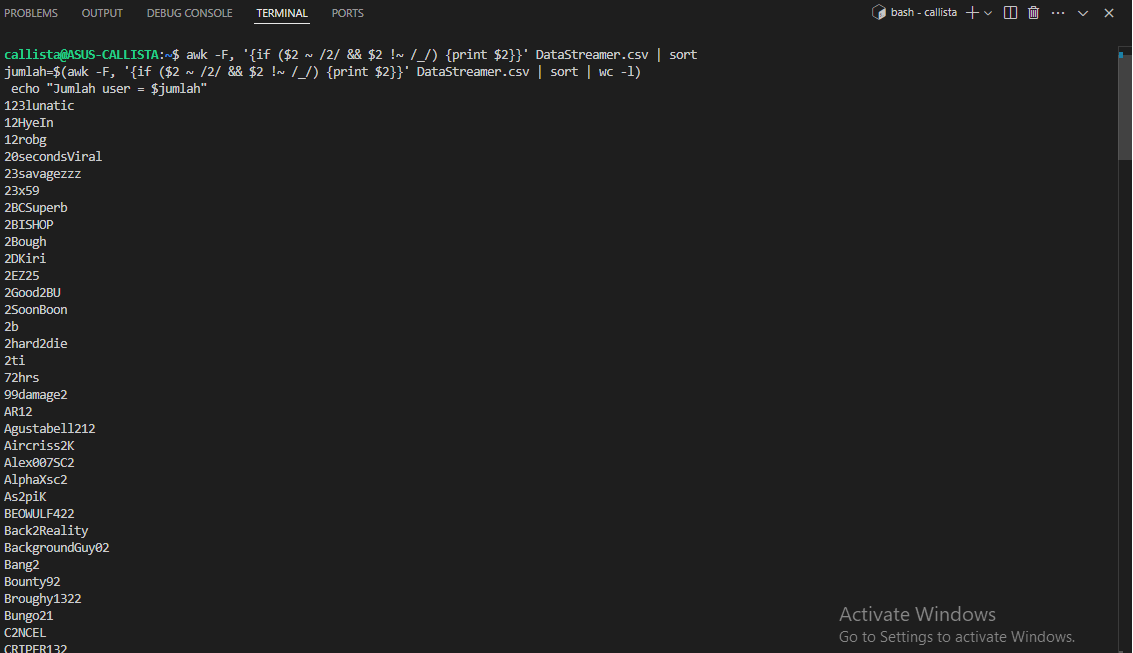 PROBLEMS OUTPUT DEBUG CONSOLE TERMINAL PORTS bash - callista
callista@ASUS-CALLISTA:~$ awk -F, '{if ($2 ~ /2/ && $2 !~ /_/) {print $2}}' DataStreamer.csv | sort
jumlah=$(awk -F, '{if ($2 ~ /2/ && $2 !~ /_/) {print $2}}' DataStreamer.csv | sort | wc -l)
echo "Jumlah user = $jumlah"
123lunatic
12HyeIn
12robg
20secondsViral
23savagezzz
23x59
2BCSuperb
2BISHOP
2Bough
2DKiri
2EZ25
2Good2BU
2SoonBoon
2b
2hard2die
2ti
72hrs
99damage2
AR12
Agustabell212
Aircriss2K
Alex007SC2
AlphaXsc2
As2piK
BEOWULF422
Back2Reality
BackgroundGuy02
Bang2
Bounty92
Broughy1322
Bungo21
C2NCEL
CRIPER132
Activate Windows
Go to Settings to activate Windows.